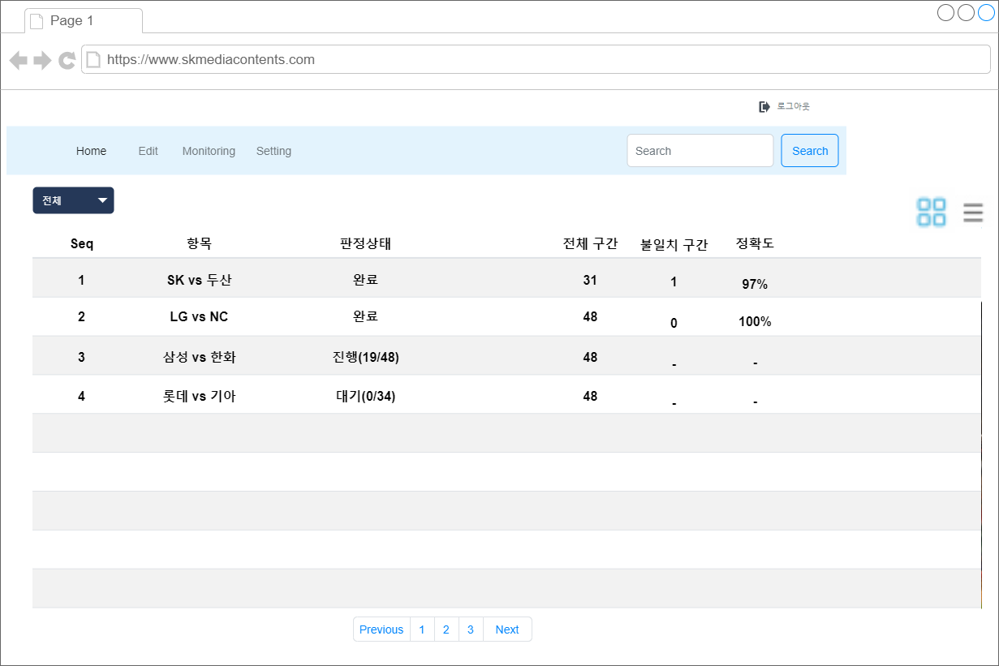 Page 1
https://www.skmediacontents.com
로그아웃
Home Edit Monitoring Setting Search Search
전체
Seq 항목 판정상태 전체 구간 불일치 구간 정확도
1 SK vs 두산 완료 31 1 97%
2 LG vs NC 완료 48 0 100%
3 삼성 vs 한화 진행(19/48) 48 - -
4 롯데 vs 기아 대기(0/34) 48 - -
Previous 1 2 3 Next